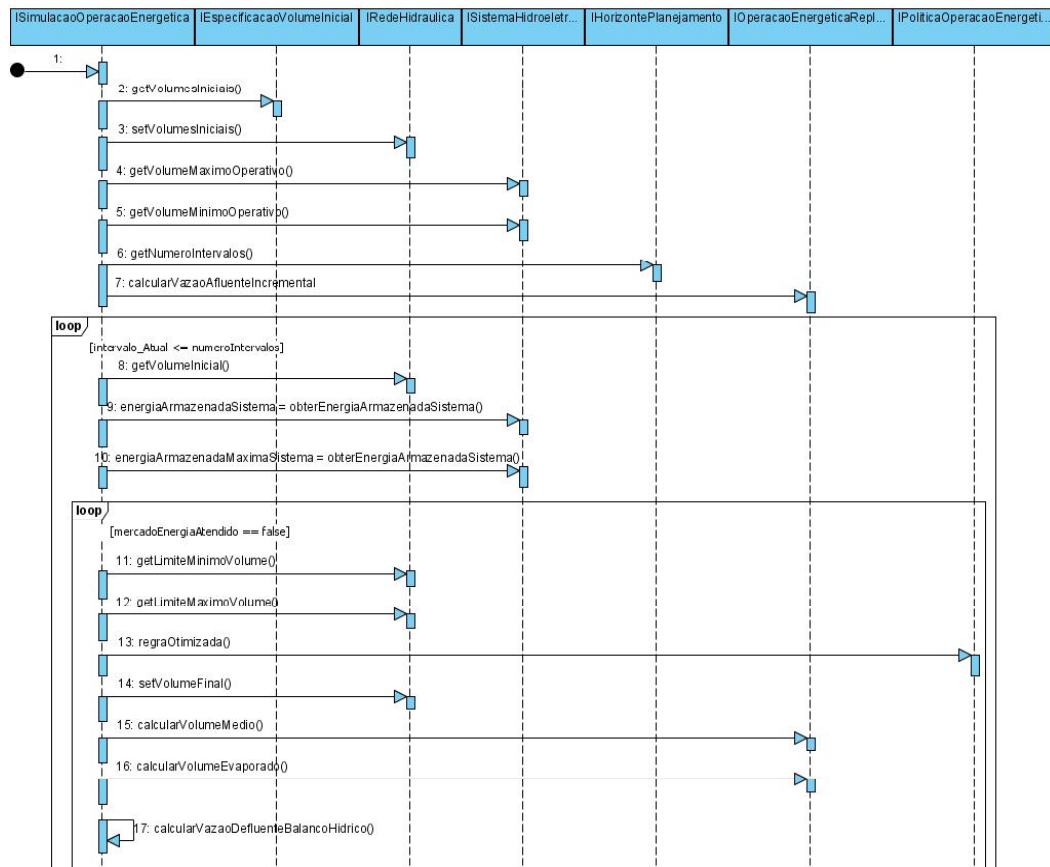 ISimulacaoOperacaoEnergetica
IEspecificacaoVolumeInicial
IRedeHidraulica
ISistemaHidroeletr...
IHorizontePlanejamento
IOperacaoEnergeticaRepl...
IPoliticaOperacaoEnergeti...
1:
2: getVolumesIniciais()
3: setVolumesIniciais()
4: getVolumeMaximoOperativo()
5: getVolumeMinimoOperativo()
6: getNumeroIntervalos()
7: calcularVazaoAfluenteIncremental
loop
[intervalo_Atual <= numeroIntervalos]
8: getVolumeInicial()
9: energiaArmazenadaSistema = obterEnergiaArmazenadaSistema()
10: energiaArmazenadaMaximaSistema = obterEnergiaArmazenadaSistema()
loop
[mercadoEnergiaAtendido == false]
11: getLimiteMinimoVolume()
12: getLimiteMaximoVolume()
13: regraOtimizada()
14: setVolumeFinal()
15: calcularVolumeMedio()
16: calcularVolumeEvaporado()
17: calcularVazaoDefluenteBalancoHidrico()